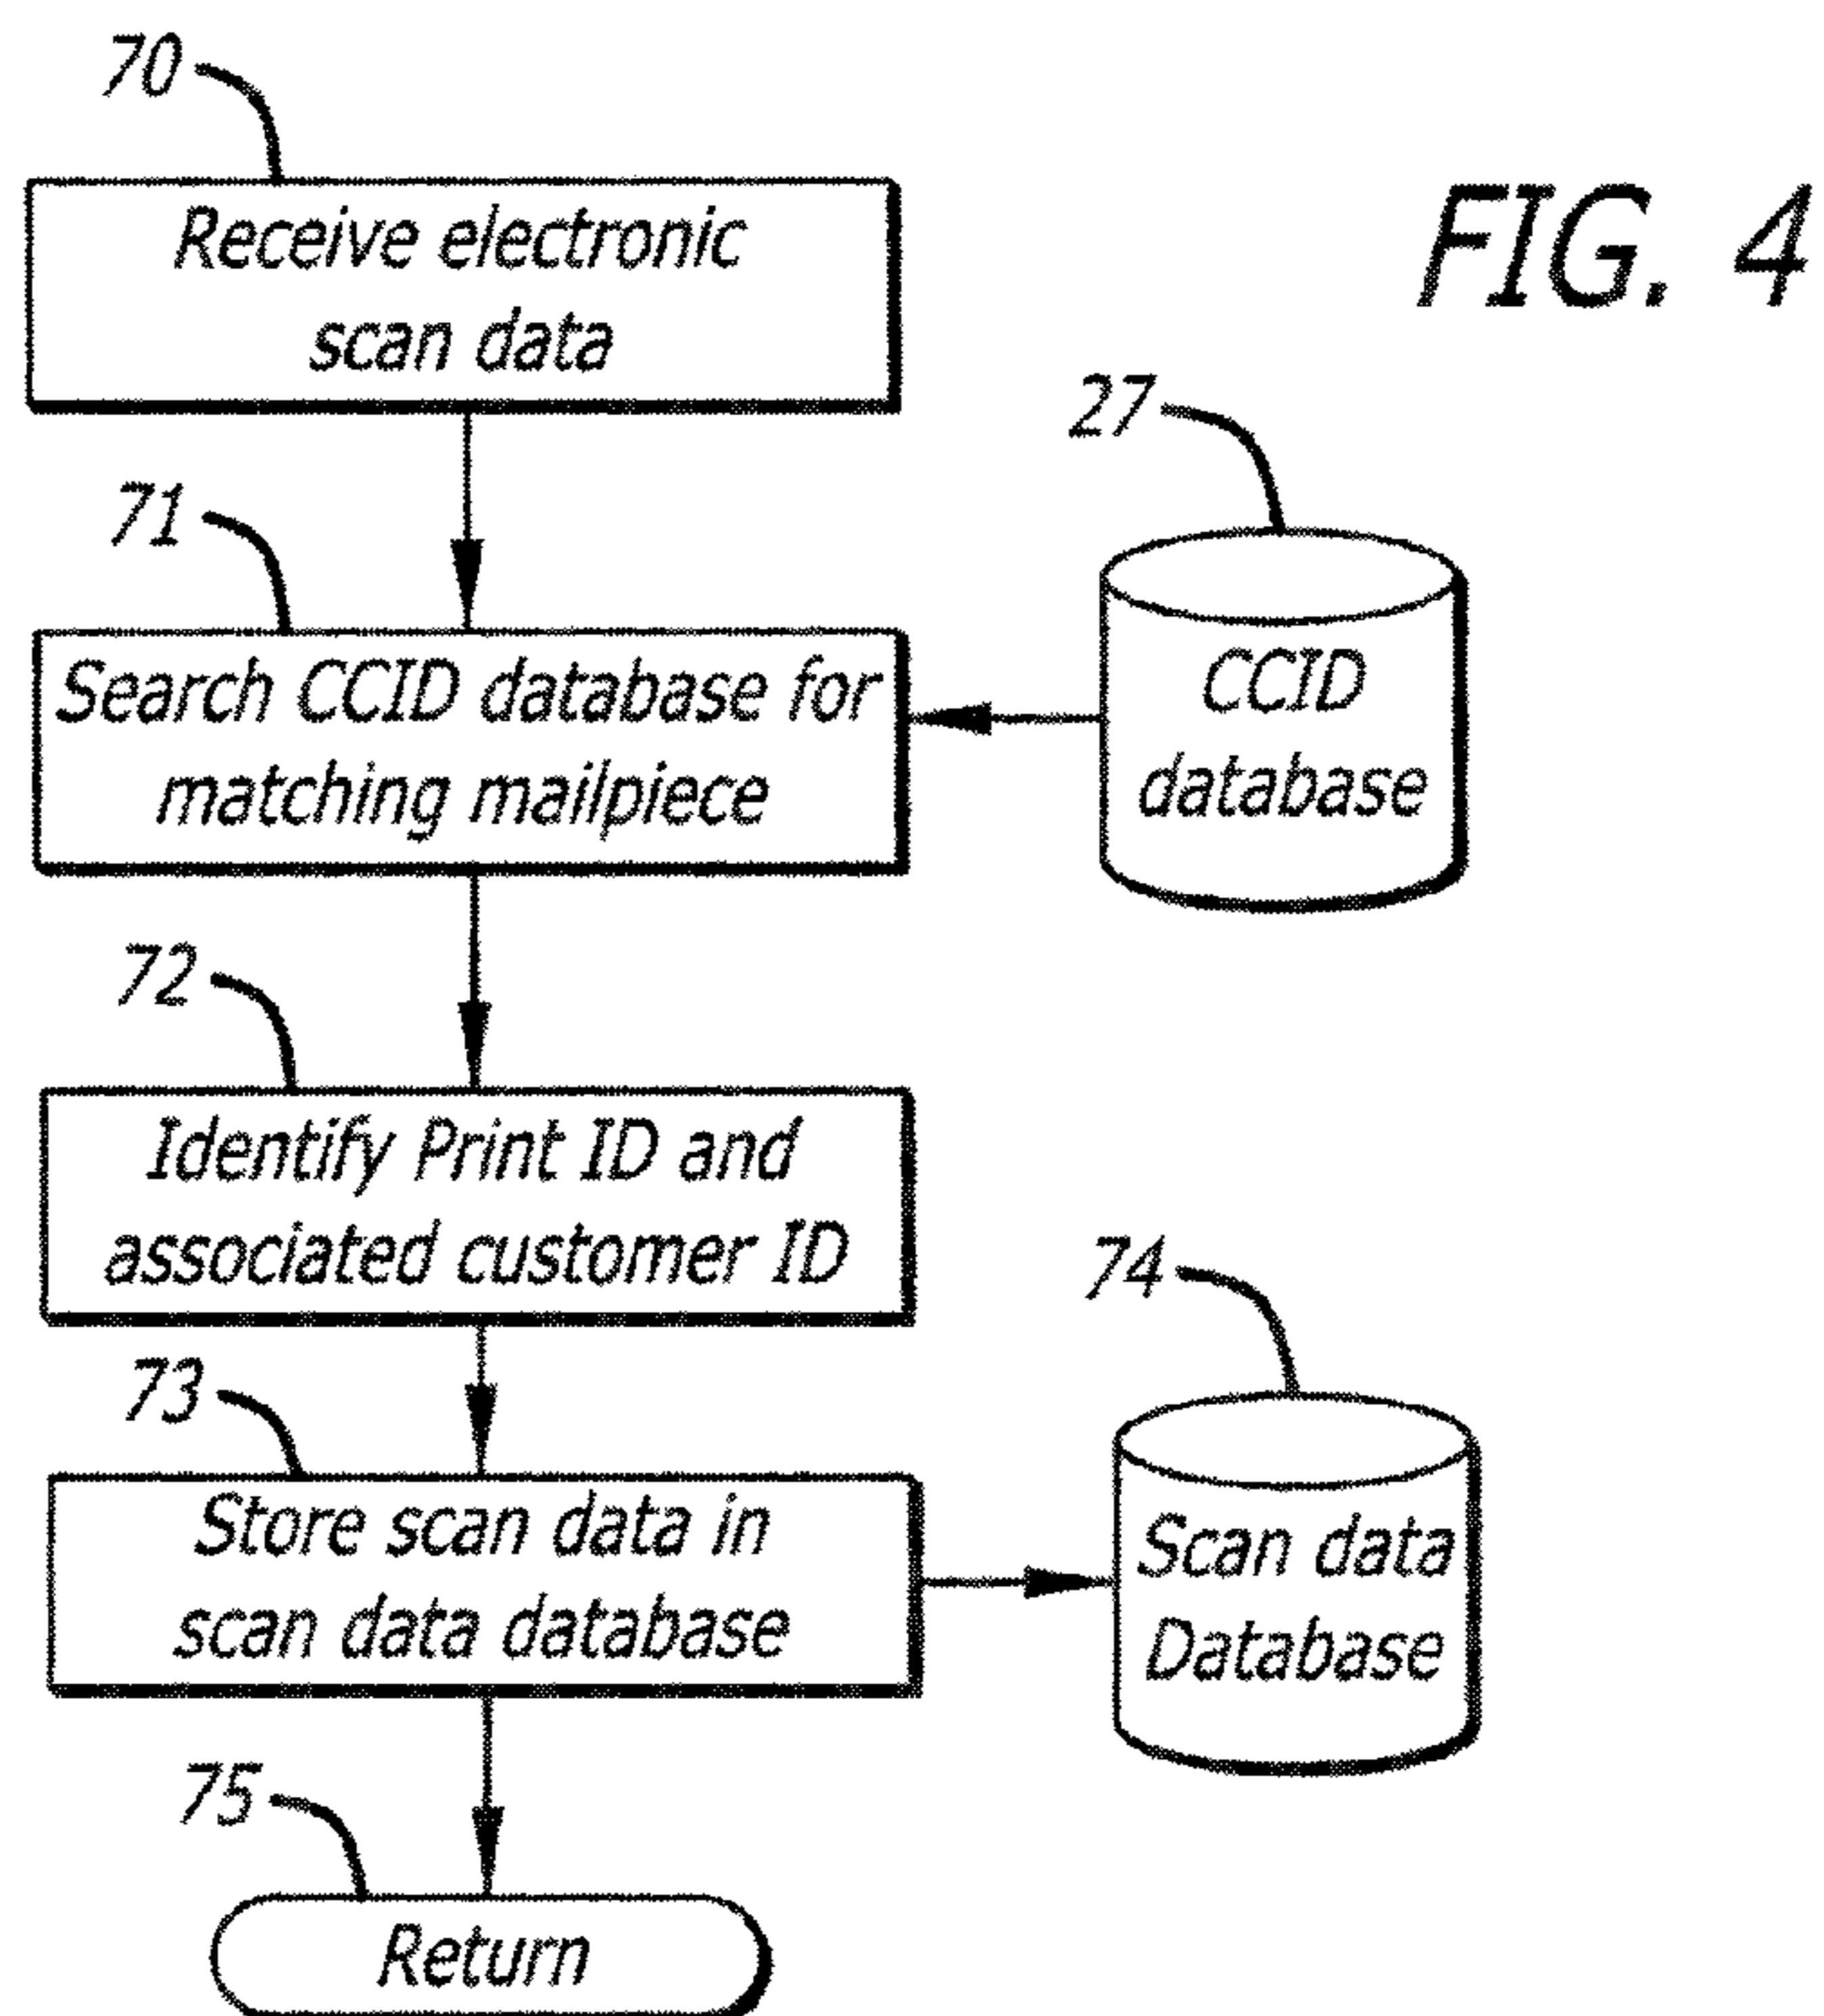 70
FIG. 4
Receive electronic
scan data
27
71
Search CCID database for
matching mailpiece
CCID
database
72
Identify Print ID and
associated customer ID
74
73
Store scan data in
scan data database
Scan data
Database
75
Return